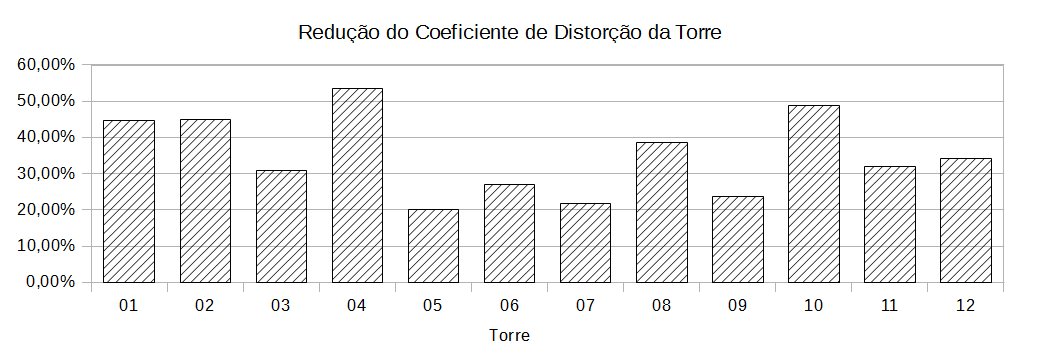 Redução do Coeficiente de Distorção da Torre
60,00%
50,00%
40,00%
30,00%
20,00%
10,00%
0,00%
01 02 03 04 05 06 07 08 09 10 11 12
Torre